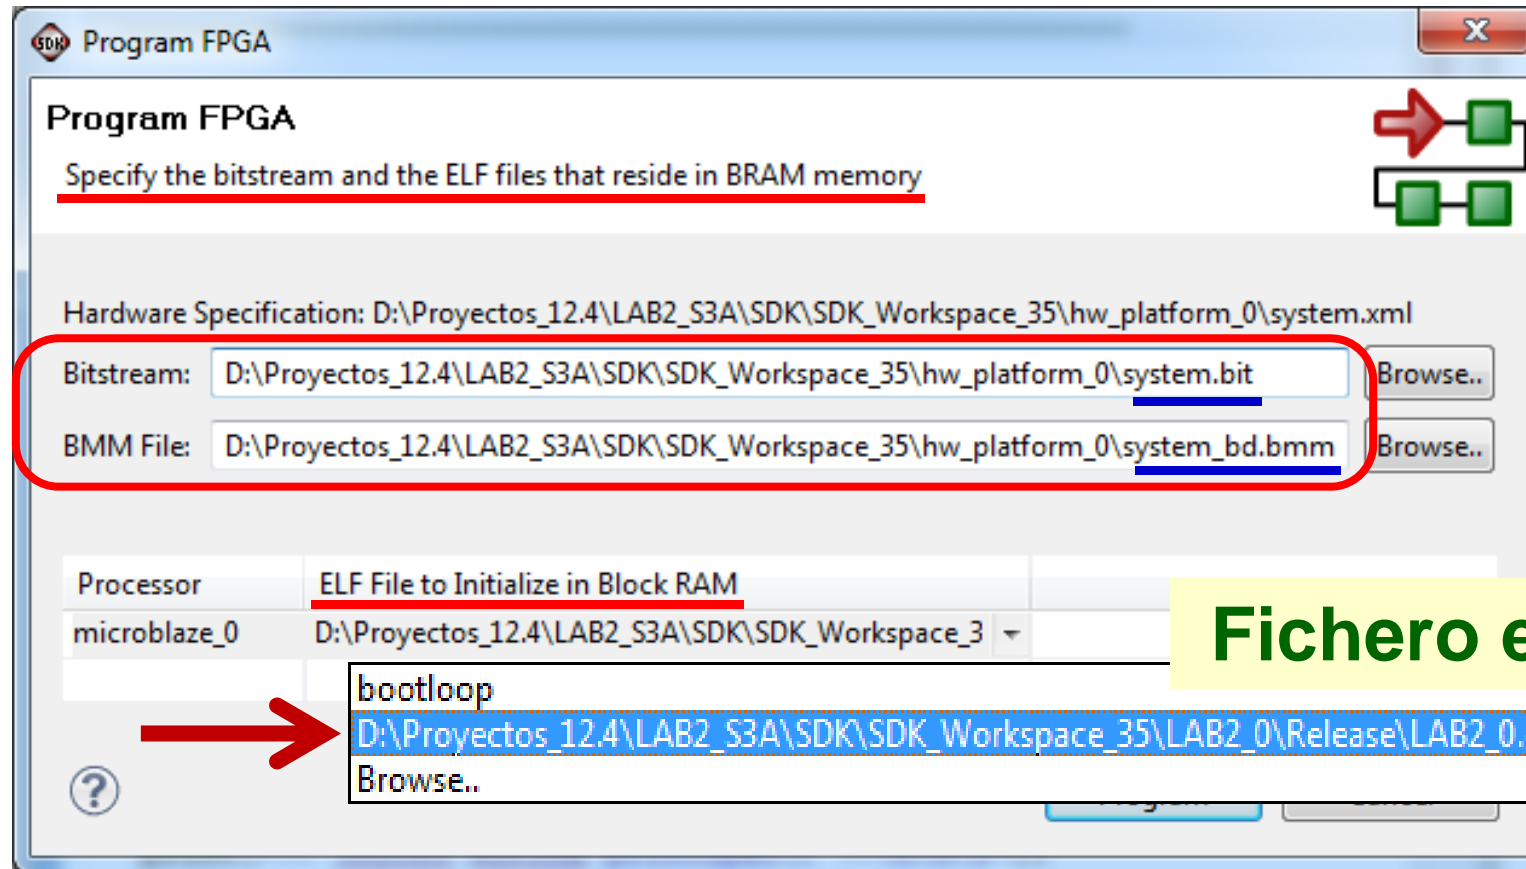 SDK Program FPGA
Program FPGA
Specify the bitstream and the ELF files that reside in BRAM memory
Hardware Specification: D:\Proyectos_12.4\LAB2_S3A\SDK\SDK_Workspace_35\hw_platform_0\system.xml
Bitstream: D:\Proyectos_12.4\LAB2_S3A\SDK\SDK_Workspace_35\hw_platform_0\system.bit Browse..
BMM File: D:\Proyectos_12.4\LAB2_S3A\SDK\SDK_Workspace_35\hw_platform_0\system_bd.bmm Browse..
Processor ELF File to Initialize in Block RAM
Fichero e
microblaze_0 D:\Proyectos_12.4\LAB2_S3A\SDK\SDK_Workspace_3
bootloop
D:\Proyectos_12.4\LAB2_S3A\SDK\SDK_Workspace_35\LAB2_0\Release\LAB2_0.
Browse..
?